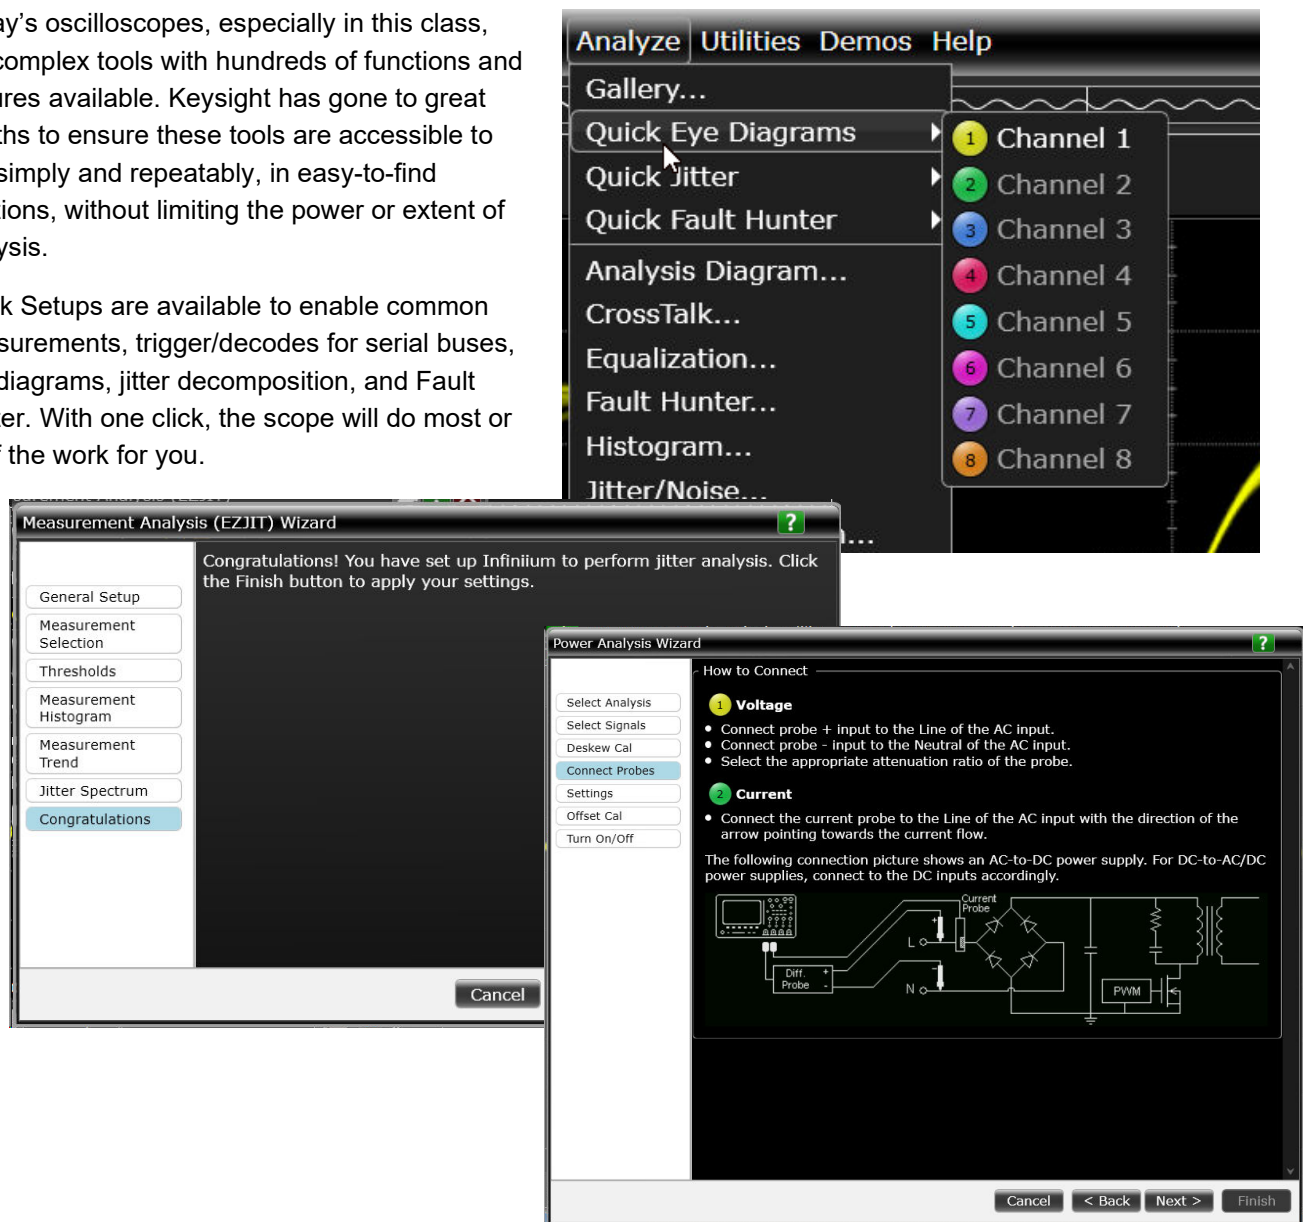 ay's oscilloscopes, especially in this class,
complex tools with hundreds of functions and
ures available. Keysight has gone to great
ths to ensure these tools are accessible to
simply and repeatably, in easy-to-find
tions, without limiting the power or extent of
ysis.
k Setups are available to enable common
surements, trigger/decodes for serial buses,
diagrams, jitter decomposition, and Fault
ter. With one click, the scope will do most or
f the work for you.
Analyze Utilities Demos Help
Gallery...
Quick Eye Diagrams
Quick Jitter
Quick Fault Hunter
Analysis Diagram...
CrossTalk...
Equalization...
Fault Hunter...
Histogram...
Jitter/Noise...
1 Channel 1
2 Channel 2
3 Channel 3
4 Channel 4
5 Channel 5
6 Channel 6
7 Channel 7
8 Channel 8
Measurement Analysis (EZJIT) Wizard ?
General Setup
Measurement
Selection
Thresholds
Measurement
Histogram
Measurement
Trend
Jitter Spectrum
Congratulations
Congratulations! You have set up Infiniium to perform jitter analysis. Click
the Finish button to apply your settings.
Cancel
Power Analysis Wizard ?
Select Analysis
Select Signals
Deskew Cal
Connect Probes
Settings
Offset Cal
Turn On/Off
How to Connect
1 Voltage
• Connect probe + input to the Line of the AC input.
• Connect probe - input to the Neutral of the AC input.
• Select the appropriate attenuation ratio of the probe.
2 Current
• Connect the current probe to the Line of the AC input with the direction of the
arrow pointing towards the current flow.
The following connection picture shows an AC-to-DC power supply. For DC-to-AC/DC
power supplies, connect to the DC inputs accordingly.
Current
Probe
+
L
Diff. +
Probe -
-
N
PWM
Cancel < Back Next > Finish